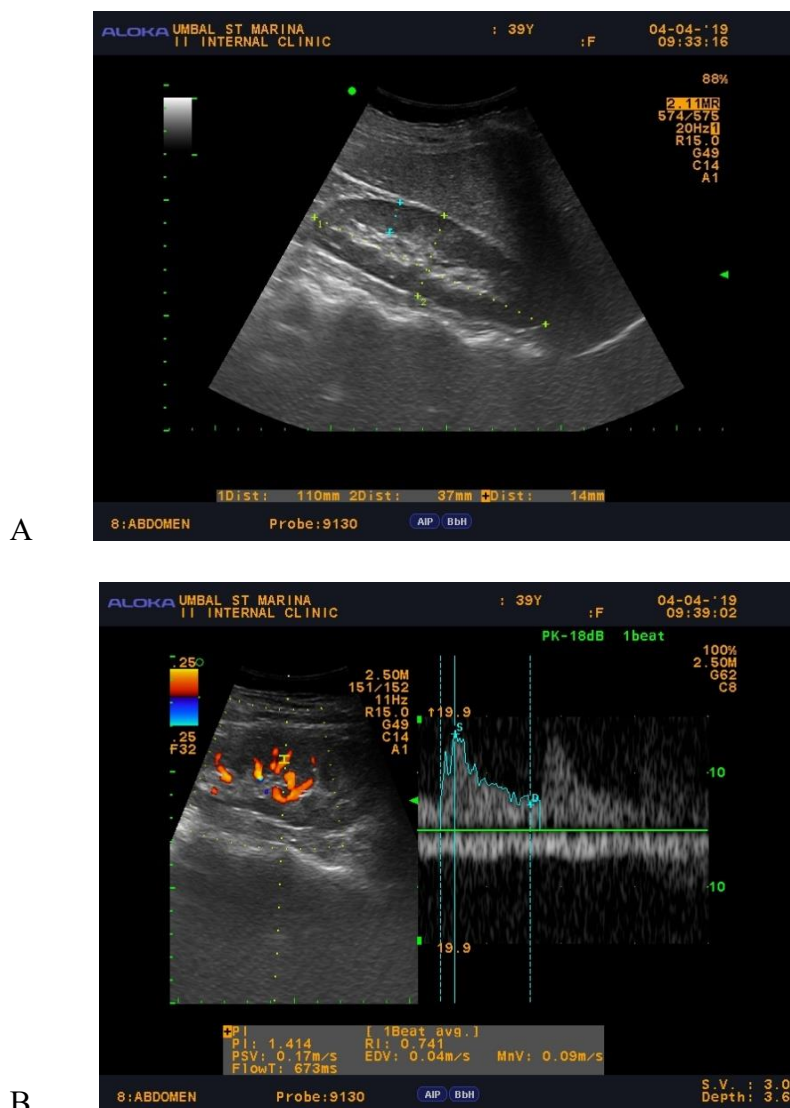 ALOKA UMBAL ST MARINA : 39Y 04-04-'19
II INTERNAL CLINIC :F 09:33:16
88%
2.11MR
574/575
20Hz1
R15.0
G49
C14
A1
1
2
1Dist: 110mm 2Dist: 37mm +Dist: 14mm
8:ABDOMEN Probe:9130 AIP BbH
A
ALOKA UMBAL ST MARINA : 39Y 04-04-'19
II INTERNAL CLINIC :F 09:39:02
PK-18dB 1beat
100%
2.50M
G62
C8
.25
.25
F32
2.50M
151/152
11Hz
R15.0
G49
C14
A1
↑19.9
S
10
D
10
19.9
+PI [ 1Beat avg.]
PI: 1.414 RI: 0.741
PSV: 0.17m/s EDV: 0.04m/s MnV: 0.09m/s
FlowT: 673ms
S.V. : 3.0
Depth: 3.6
8:ABDOMEN Probe:9130 AIP BbH
B